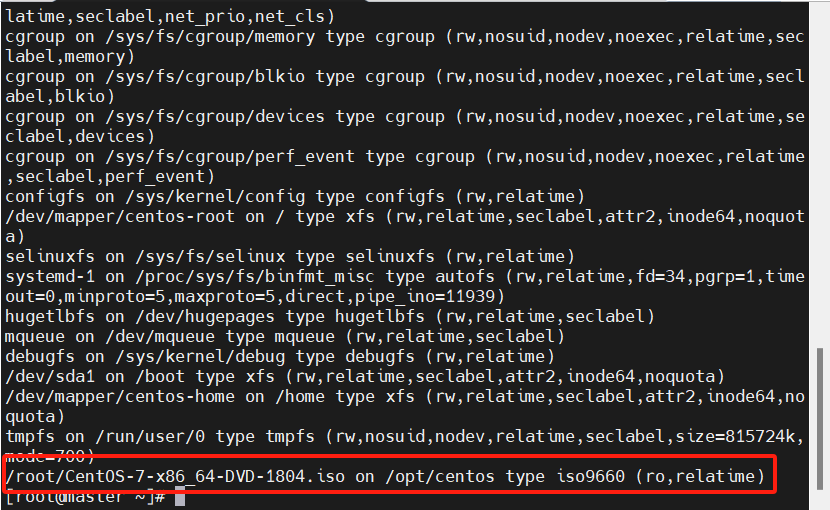 latime,seclabel,net_prio,net_cls)
cgroup on /sys/fs/cgroup/memory type cgroup (rw,nosuid,nodev,noexec,relatime,sec
label,memory)
cgroup on /sys/fs/cgroup/blkio type cgroup (rw,nosuid,nodev,noexec,relatime,secl
abel,blkio)
cgroup on /sys/fs/cgroup/devices type cgroup (rw,nosuid,nodev,noexec,relatime,se
clabel,devices)
cgroup on /sys/fs/cgroup/perf_event type cgroup (rw,nosuid,nodev,noexec,relatime
,seclabel,perf_event)
configfs on /sys/kernel/config type configfs (rw,relatime)
/dev/mapper/centos-root on / type xfs (rw,relatime,seclabel,attr2,inode64,noquot
a)
selinuxfs on /sys/fs/selinux type selinuxfs (rw,relatime)
systemd-1 on /proc/sys/fs/binfmt_misc type autofs (rw,relatime,fd=34,pgrp=1,time
out=0,minproto=5,maxproto=5,direct,pipe_ino=11939)
hugetlbfs on /dev/hugepages type hugetlbfs (rw,relatime,seclabel)
mqueue on /dev/mqueue type mqueue (rw,relatime,seclabel)
debugfs on /sys/kernel/debug type debugfs (rw,relatime)
/dev/sda1 on /boot type xfs (rw,relatime,seclabel,attr2,inode64,noquota)
/dev/mapper/centos-home on /home type xfs (rw,relatime,seclabel,attr2,inode64,no
quota)
tmpfs on /run/user/0 type tmpfs (rw,nosuid,nodev,relatime,seclabel,size=815724k,
mode=700)
/root/CentOS-7-x86_64-DVD-1804.iso on /opt/centos type iso9660 (ro,relatime)
[root@master ~]#